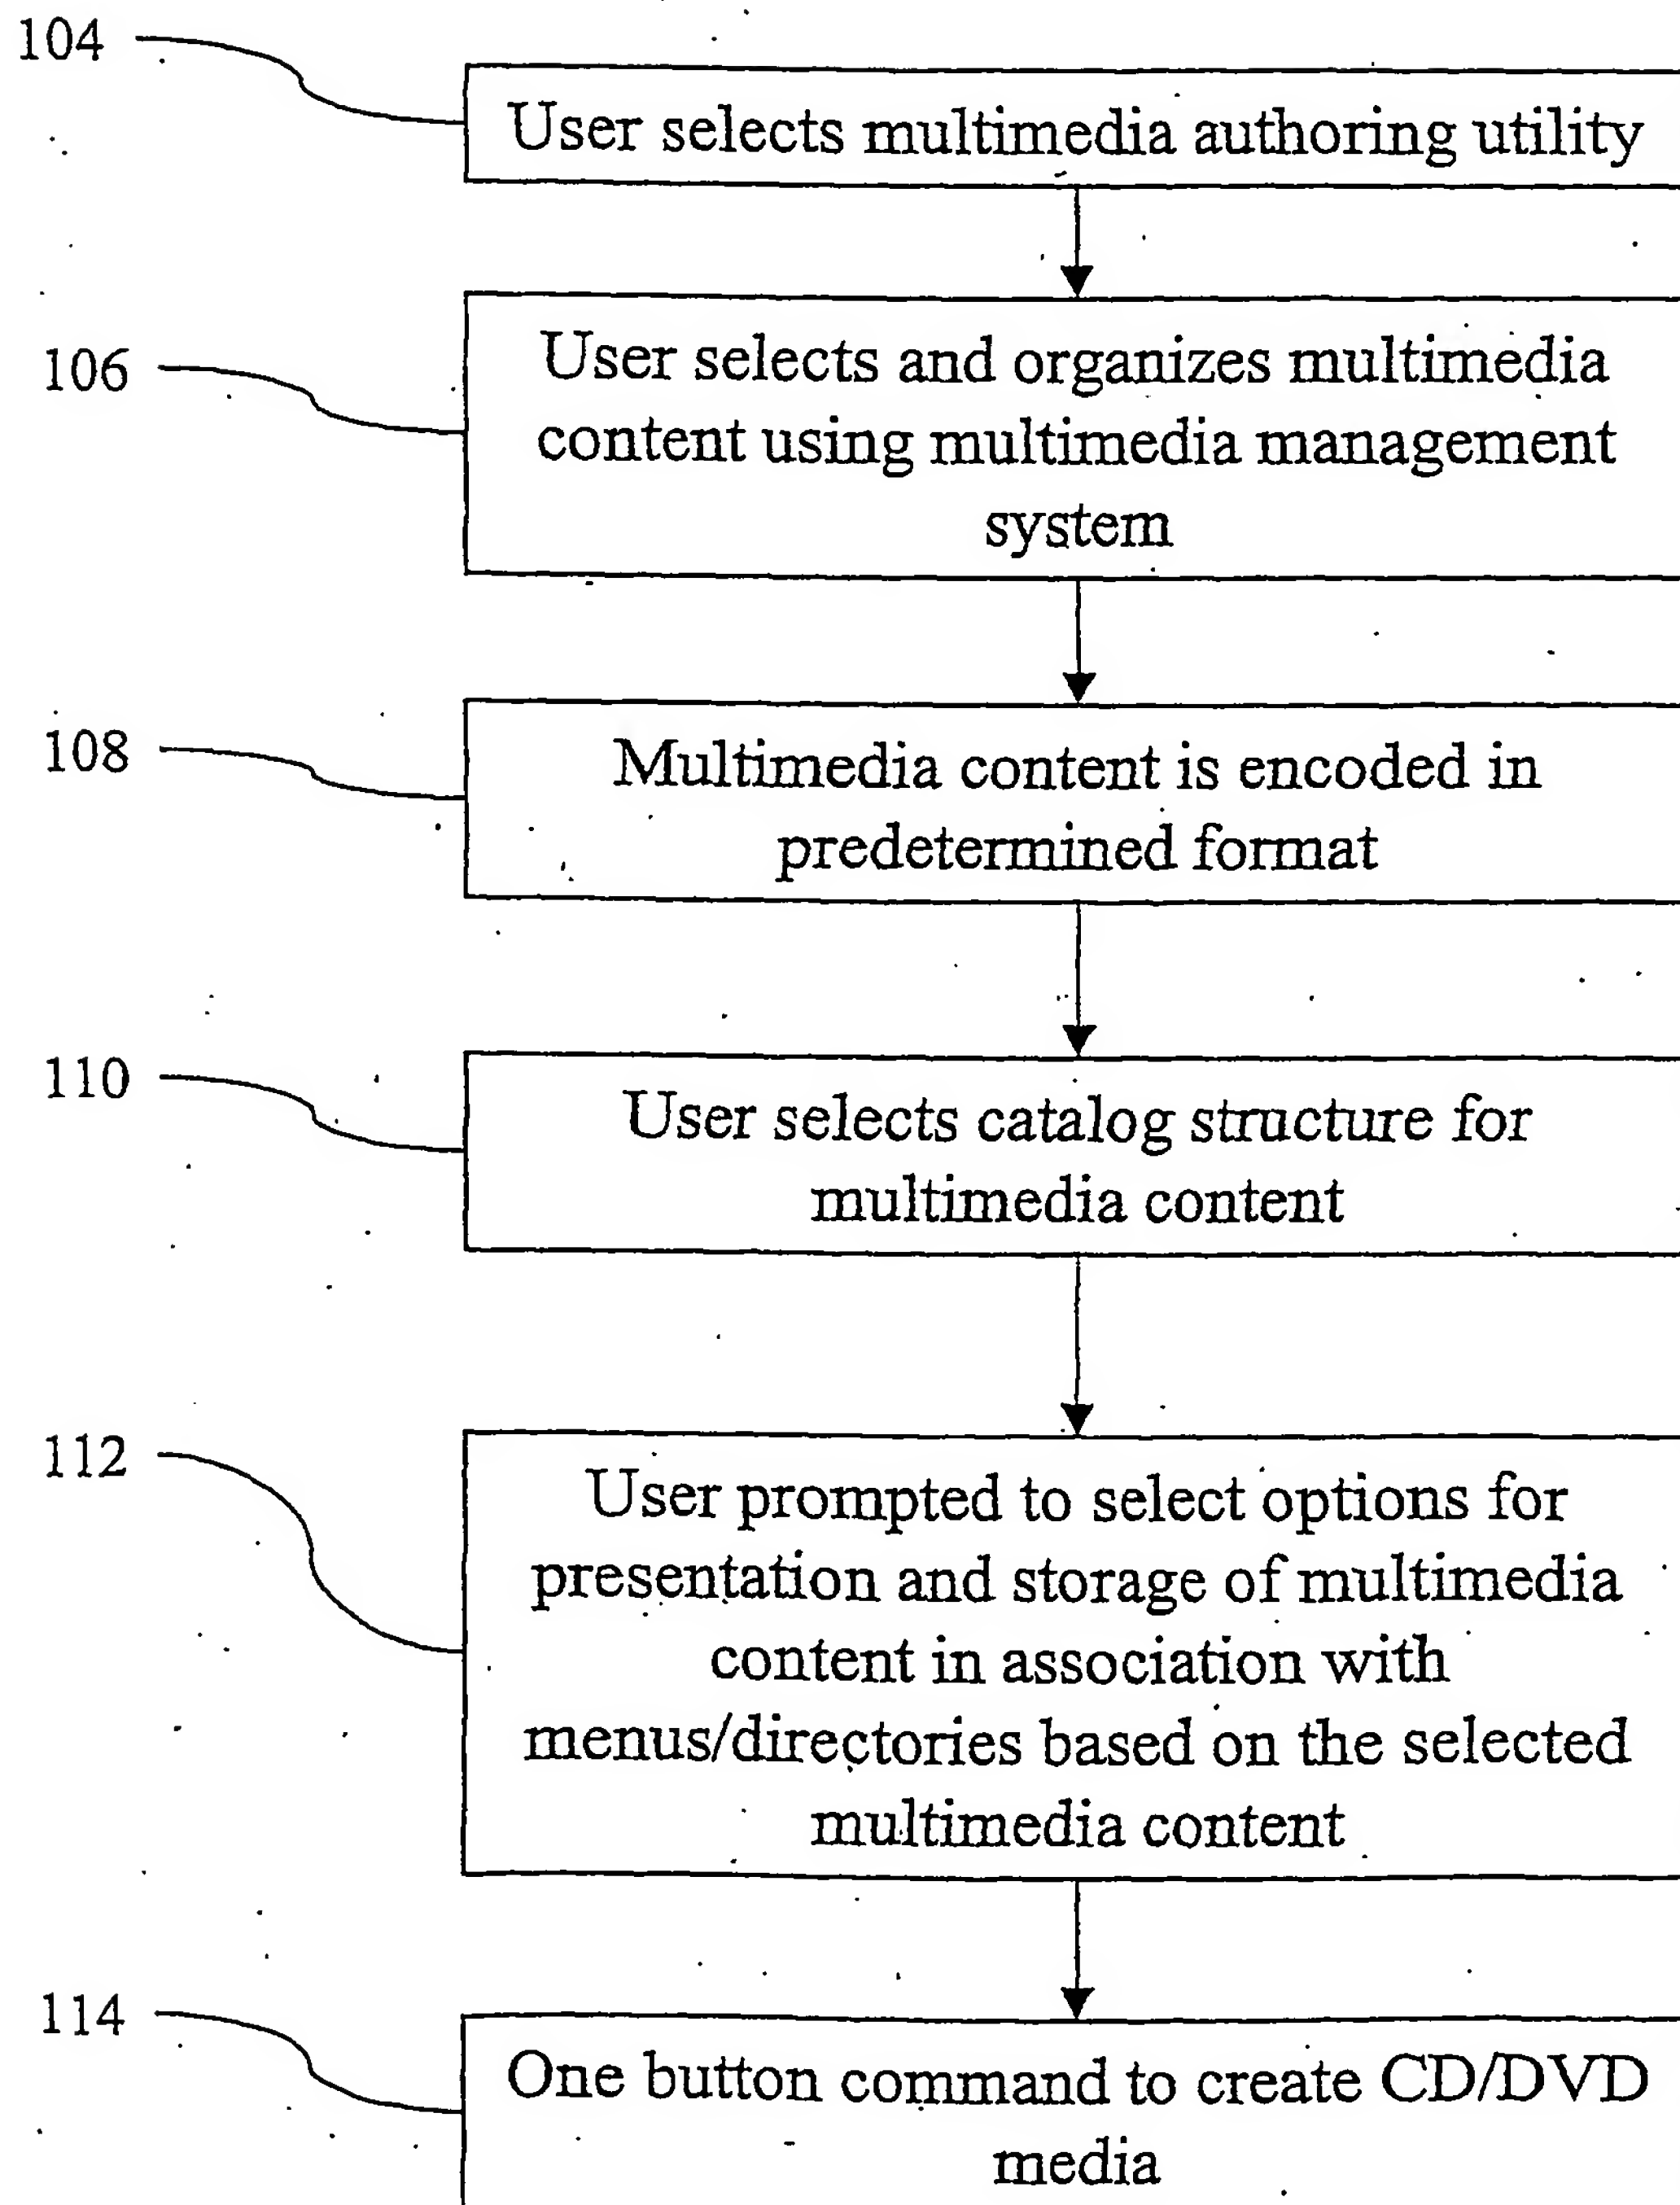 104
User selects multimedia authoring utility
106
User selects and organizes multimedia
content using multimedia management
system
108
Multimedia content is encoded in
predetermined format
110
User selects catalog structure for
multimedia content
112
User prompted to select options for
presentation and storage of multimedia
content in association with
menus/directories based on the selected
multimedia content
114
One button command to create CD/DVD
media